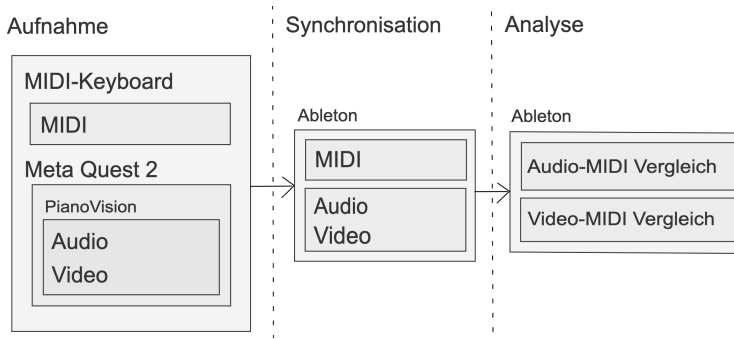 Aufnahme
MIDI-Keyboard
MIDI
Meta Quest 2
PianoVision
Audio
Video
Synchronisation
Ableton
MIDI
Audio
Video
Analyse
Ableton
Audio-MIDI Vergleich
Video-MIDI Vergleich